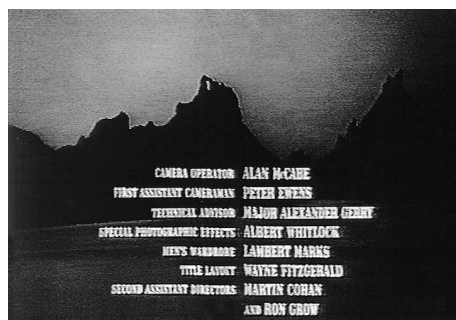 CAMERA OPERATOR ALAN McCABE
FIRST ASSISTANT CAMERAMAN PETER EWENS
TECHNICAL ADVISOR MAJOR ALEXANDER GERRY
SPECIAL PHOTOGRAPHIC EFFECTS ALBERT WHITLOCK
MEN'S WARDROBE LAMBERT MARKS
TITLE LAYOUT WAYNE FITZGERALD
SECOND ASSISTANT DIRECTORS MARTIN COHAN
AND RON GROW